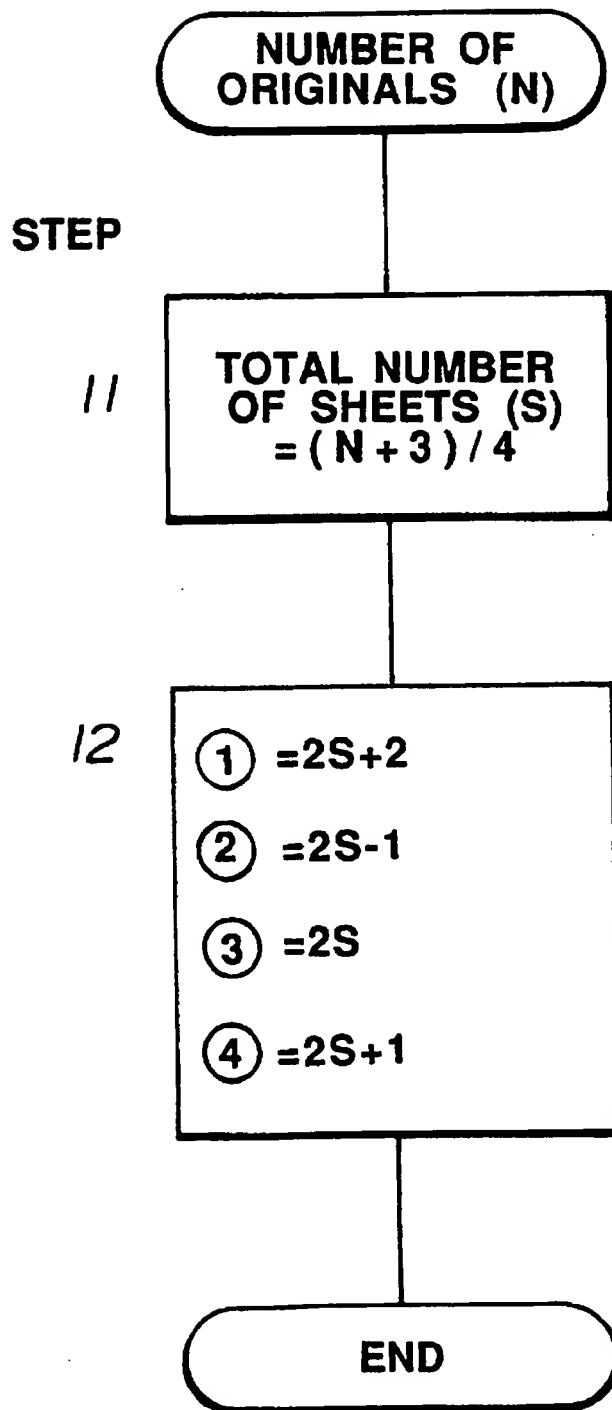 NUMBER OF
ORIGINALS (N)
STEP
11
TOTAL NUMBER
OF SHEETS (S)
= ( N + 3 ) / 4
12
① =2S+2
② =2S-1
③ =2S
④ =2S+1
END